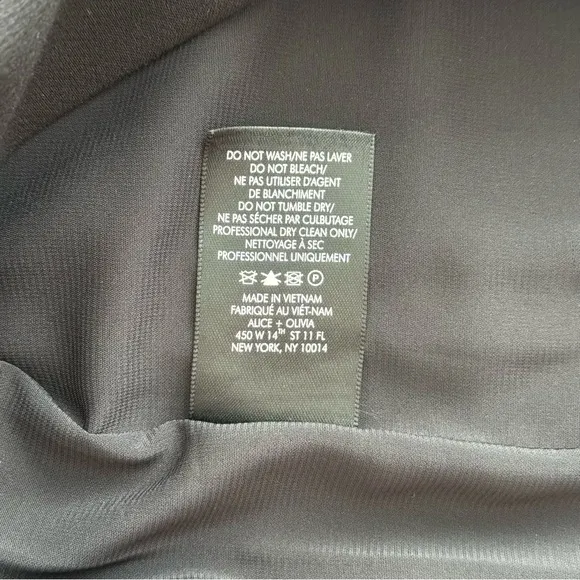 DO NOT WASH/NE PAS LAVER
DO NOT BLEACH/
NE PAS UTILISER D'AGENT
DE BLANCHIMENT
DO NOT TUMBLE DRY/
NE PAS SÉCHER PAR CULBUTAGE
PROFESSIONAL DRY CLEAN ONLY/
NETTOYAGE À SEC
PROFESSIONNEL UNIQUEMENT
P
MADE IN VIETNAM
FABRIQUÉ AU VIÊT-NAM
ALICE + OLIVIA
450 W 14TH ST 11 FL
NEW YORK, NY 10014